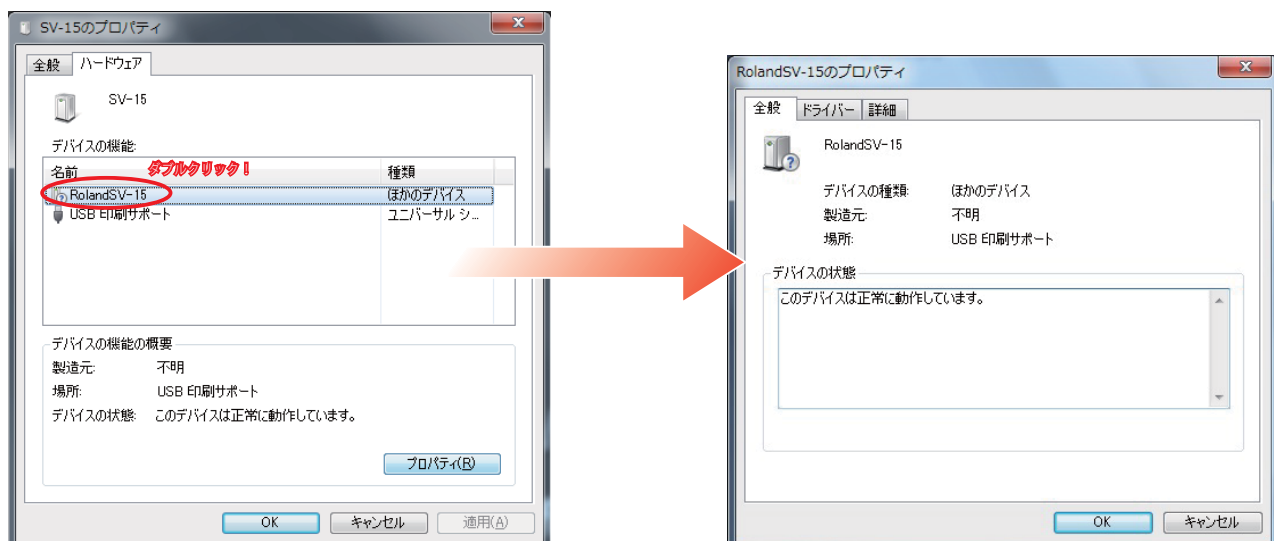 SV-15のプロパティ
全般 ハードウェア
SV-15
デバイスの機能:
名前 ダブルクリック！ 種類
RolandSV-15 ほかのデバイス
USB 印刷サポート ユニバーサル シ...
デバイスの機能の概要
製造元: 不明
場所: USB 印刷サポート
デバイスの状態: このデバイスは正常に動作しています。
プロパティ(R)
OK キャンセル 適用(A)
RolandSV-15のプロパティ
全般 ドライバー 詳細
RolandSV-15
デバイスの種類: ほかのデバイス
製造元: 不明
場所: USB 印刷サポート
デバイスの状態
このデバイスは正常に動作しています。
OK キャンセル